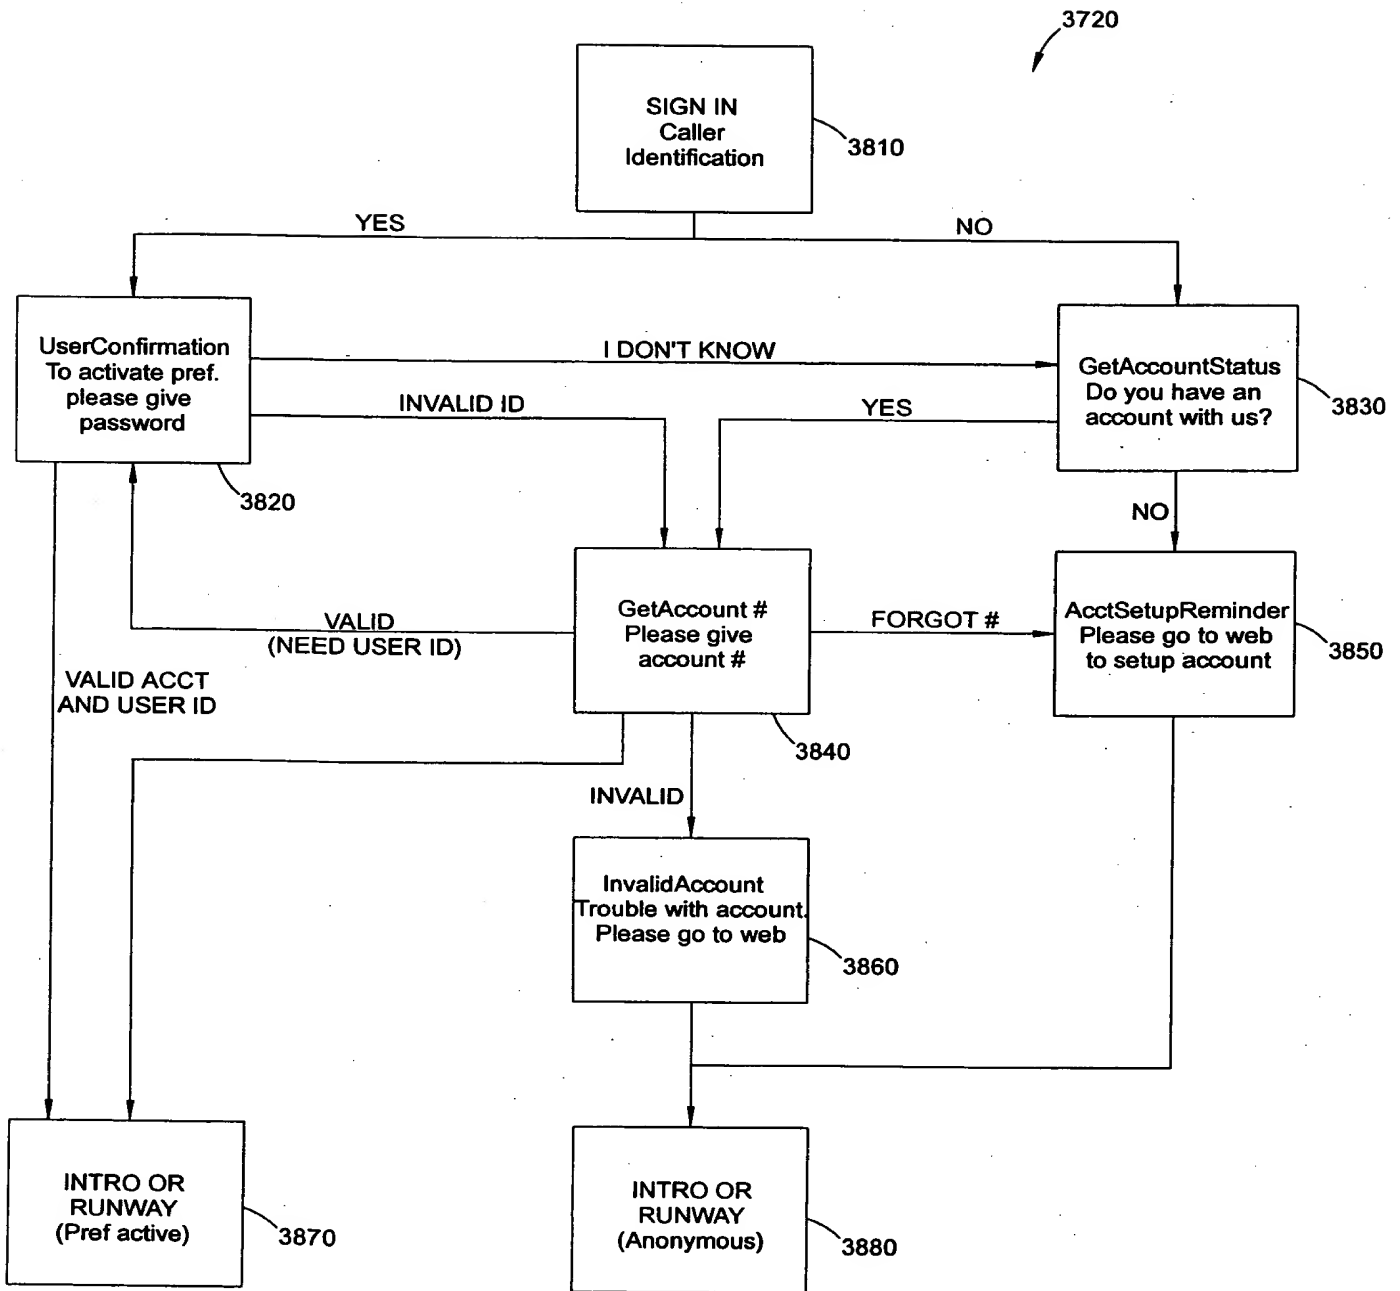 3720
SIGN IN
Caller
Identification
3810
YES
NO
UserConfirmation
To activate pref.
please give
password
3820
I DON'T KNOW
INVALID ID
YES
GetAccountStatus
Do you have an
account with us?
3830
NO
VALID
(NEED USER ID)
GetAccount #
Please give
account #
3840
FORGOT #
AcctSetupReminder
Please go to web
to setup account
3850
VALID ACCT
AND USER ID
INVALID
InvalidAccount
Trouble with account.
Please go to web
3860
INTRO OR
RUNWAY
(Pref active)
3870
INTRO OR
RUNWAY
(Anonymous)
3880